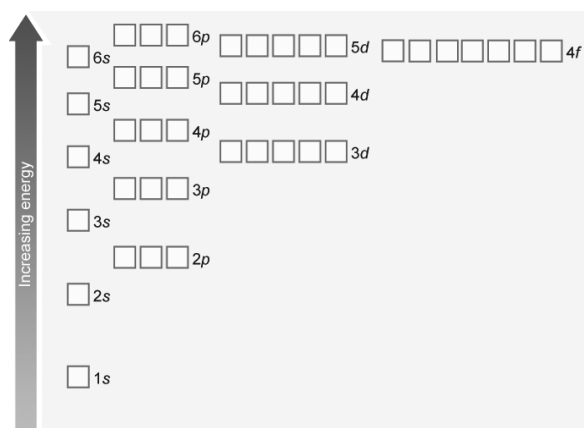 6p
5d
4f
6s
5p
5s
4d
4p
4s
3d
3p
3s
2p
2s
1s
Increasing energy